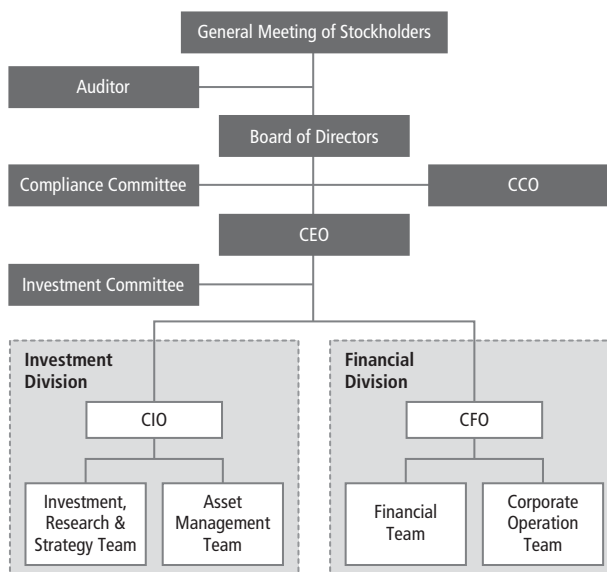 General Meeting of Stockholders
Auditor
Board of Directors
Compliance Committee
CCO
CEO
Investment Committee
Investment
Division
CIO
Investment,
Research &
Strategy Team
Asset
Management
Team
Financial
Division
CFO
Financial
Team
Corporate
Operation
Team